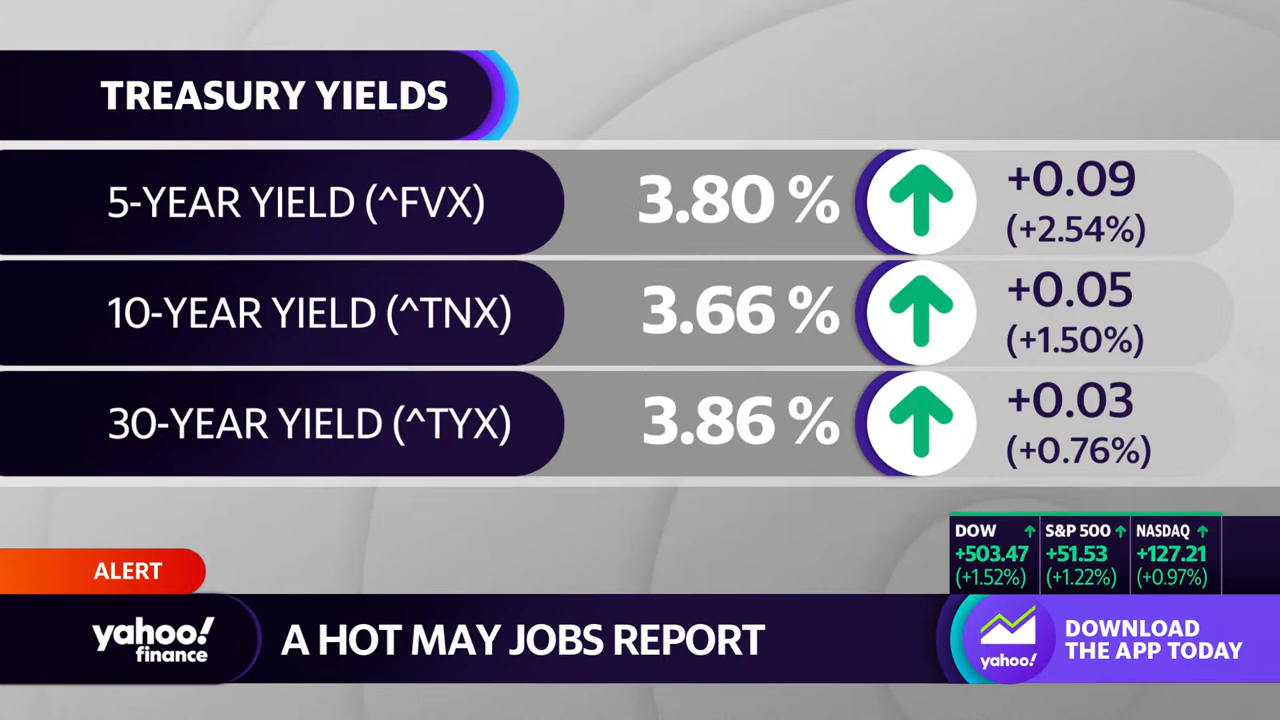 TREASURY YIELDS
5-YEAR YIELD (^FVX) 3.80 % +0.09
(+2.54%)
10-YEAR YIELD (^TNX) 3.66 % +0.05
(+1.50%)
30-YEAR YIELD (^TYX) 3.86 % +0.03
(+0.76%)
DOW S&P 500 NASDAQ
+503.47 +51.53 +127.21
(+1.52%) (+1.22%) (+0.97%)
ALERT
yahoo!
finance
A HOT MAY JOBS REPORT
yahoo!
DOWNLOAD
THE APP TODAY